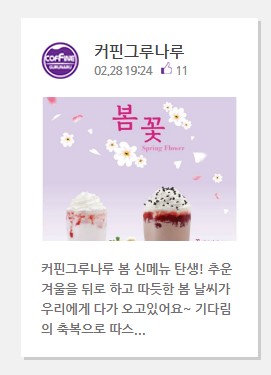 COFFINE
GURUNARU
커핀그루나루
02.28 19:24 11
봄
꽃
Spring Flower
커핀그루나루 봄 신메뉴 탄생! 추운
겨울을 뒤로 하고 따듯한 봄 날씨가
우리에게 다가 오고있어요~ 기다림
의 축복으로 따스...